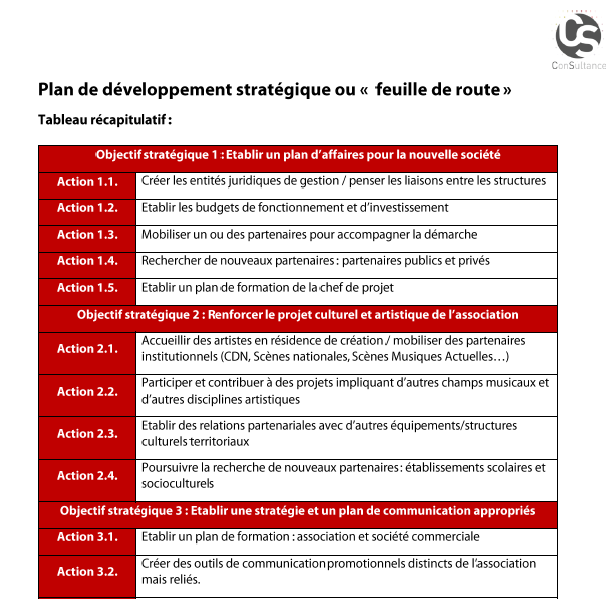 CS
ConSultance
Plan de développement stratégique ou « feuille de route »
Tableau récapitulatif :
Objectif stratégique 1 : Etablir un plan d'affaires pour la nouvelle société
Action 1.1. Créer les entités juridiques de gestion / penser les liaisons entre les structures
Action 1.2. Etablir les budgets de fonctionnement et d'investissement
Action 1.3. Mobiliser un ou des partenaires pour accompagner la démarche
Action 1.4. Rechercher de nouveaux partenaires : partenaires publics et privés
Action 1.5. Etablir un plan de formation de la chef de projet
Objectif stratégique 2 : Renforcer le projet culturel et artistique de l'association
Action 2.1. Accueillir des artistes en résidence de création / mobiliser des partenaires
institutionnels (CDN, Scènes nationales, Scènes Musiques Actuelles…)
Action 2.2. Participer et contribuer à des projets impliquant d'autres champs musicaux et
d'autres disciplines artistiques
Action 2.3. Etablir des relations partenariales avec d'autres équipements/structures
culturels territoriaux
Action 2.4. Poursuivre la recherche de nouveaux partenaires : établissements scolaires et
socioculturels
Objectif stratégique 3 : Etablir une stratégie et un plan de communication appropriés
Action 3.1. Etablir un plan de formation : association et société commerciale
Action 3.2. Créer des outils de communication promotionnels distincts de l'association
mais reliés.